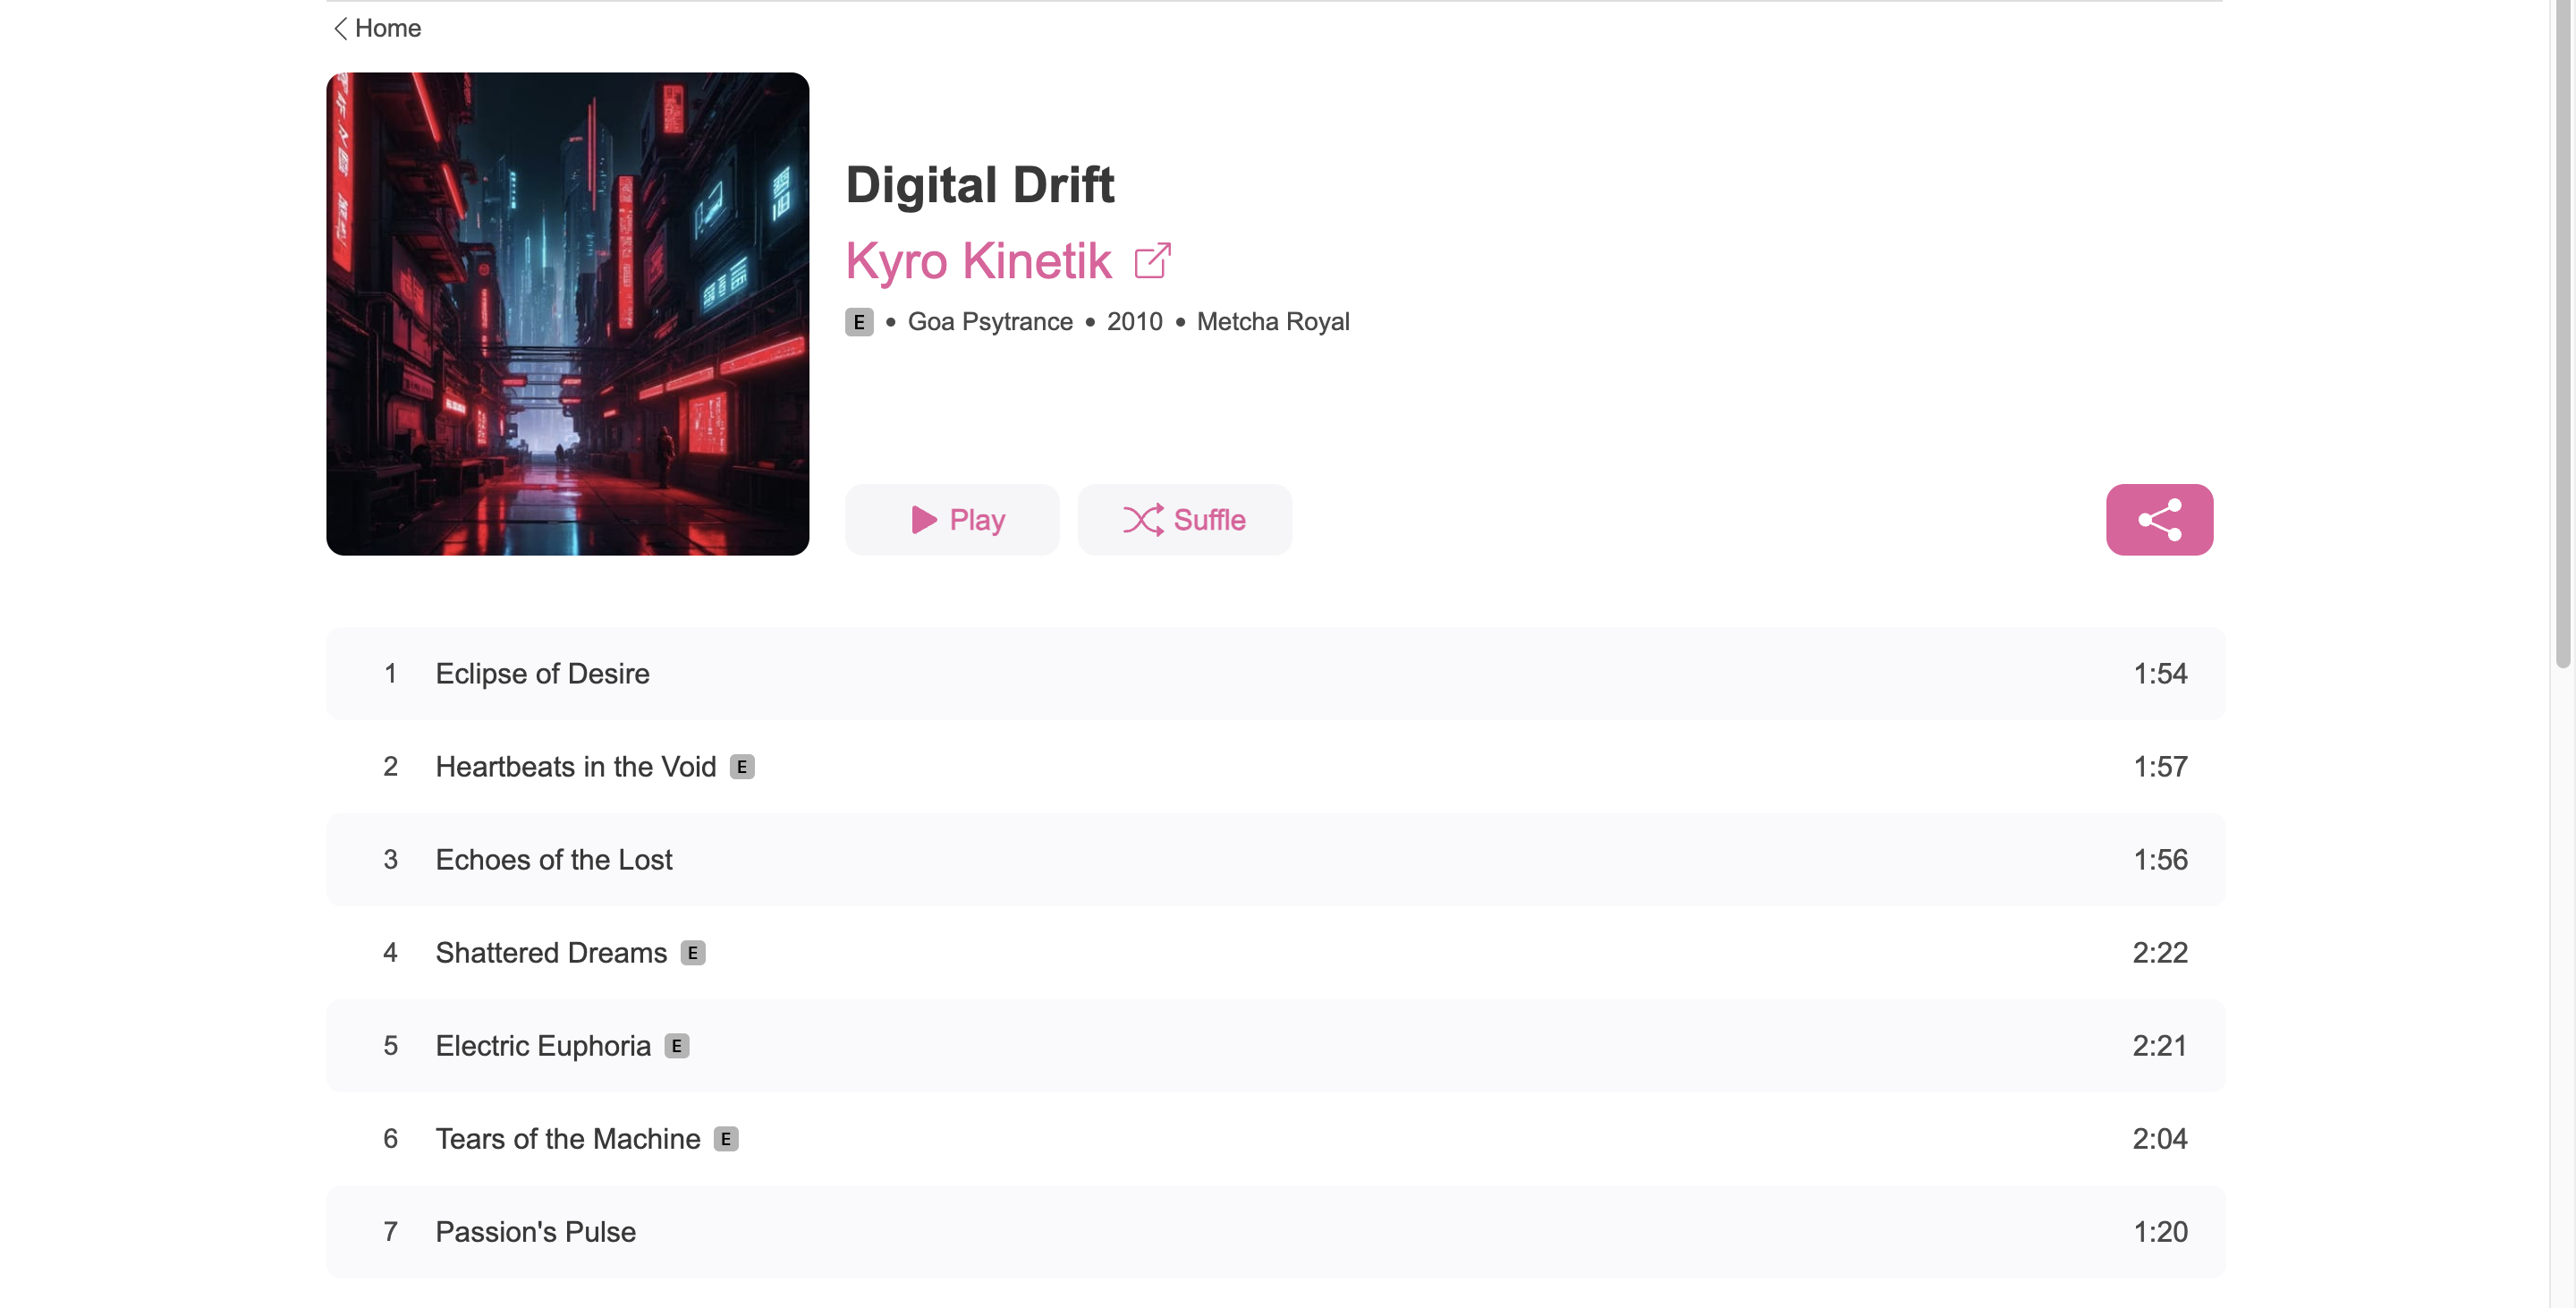 Home
Digital Drift
Kyro Kinetik
E • Goa Psytrance • 2010 • Metcha Royal
Play
Suffle
1 Eclipse of Desire 1:54
2 Heartbeats in the Void E 1:57
3 Echoes of the Lost 1:56
4 Shattered Dreams E 2:22
5 Electric Euphoria E 2:21
6 Tears of the Machine E 2:04
7 Passion's Pulse 1:20